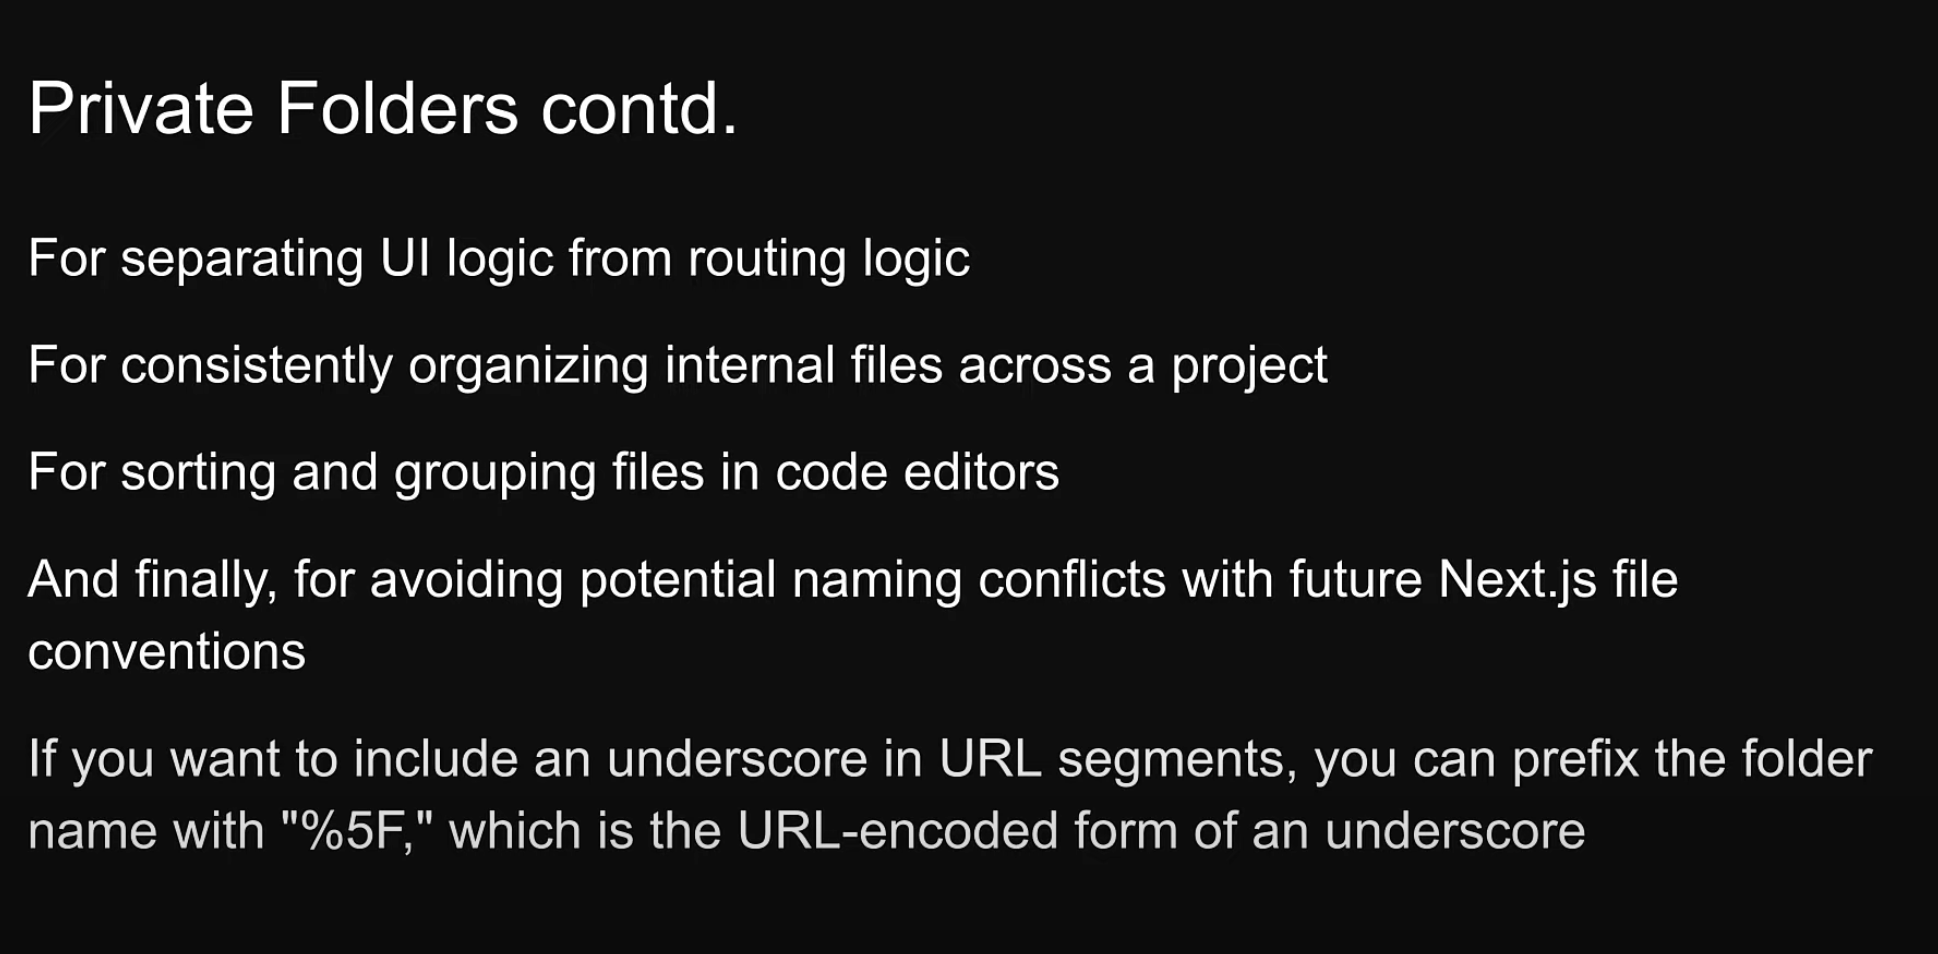 Private Folders contd.
For separating UI logic from routing logic
For consistently organizing internal files across a project
For sorting and grouping files in code editors
And finally, for avoiding potential naming conflicts with future Next.js file
conventions
If you want to include an underscore in URL segments, you can prefix the folder
name with "%5F," which is the URL-encoded form of an underscore